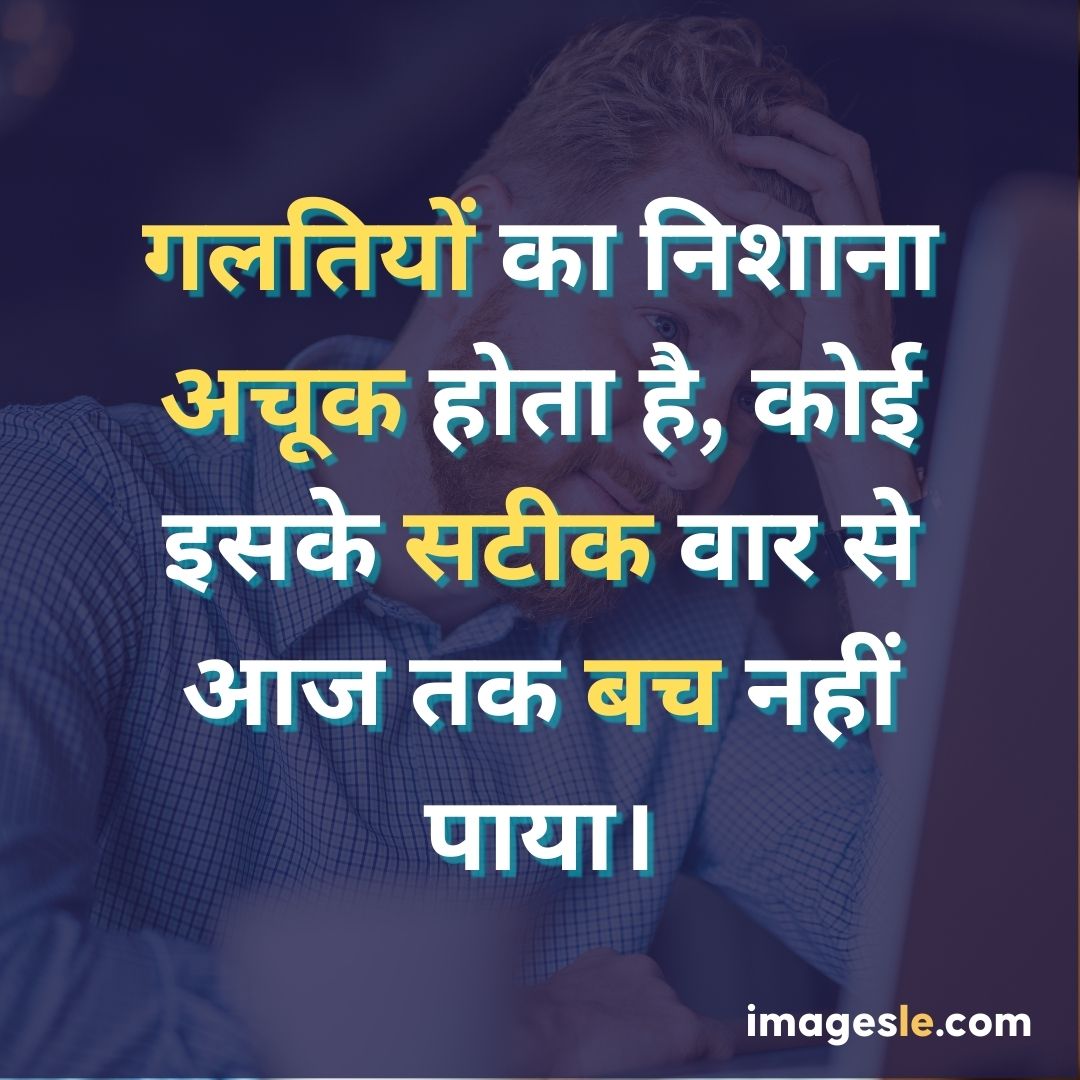 गलतियों का निशाना
अचूक होता है, कोई
इसके सटीक वार से
आज तक बच नहीं
पाया।
imagesle.com